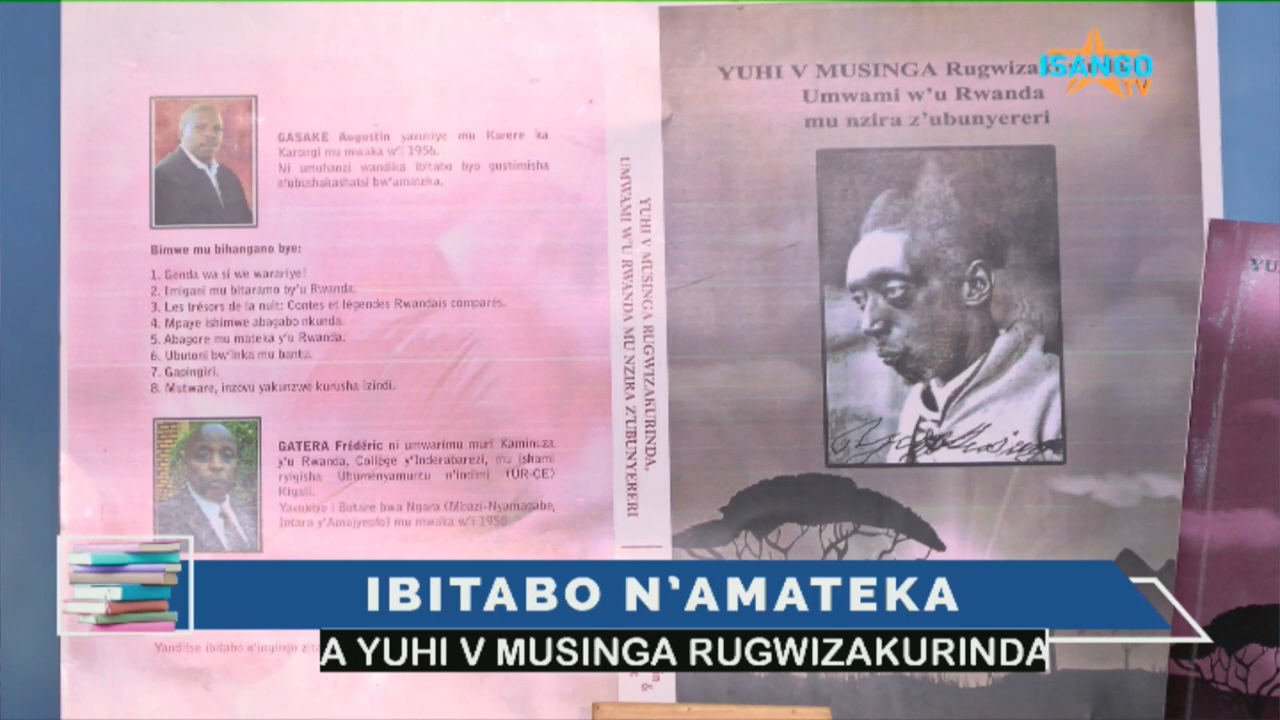 GASAKE Augustin yavukiye mu Karere ka
Karongi mu mwaka w'i 1956.
Ni umuhanzi wandika ibitabo byo gushimisha
n'ubushakashatsi bw'amateka.
Bimwe mu bihangano bye:
1. Genda wa si we warariye!
2. Imigani mu bitaramo by'u Rwanda.
3. Les trésors de la nuit: Contes et légendes Rwandais comparés.
4. Mpaye ishimwe abagabo nkunda.
5. Abagore mu mateka y'u Rwanda.
6. Ubutoni bw'inka mu bantu.
7. Gapingiri.
8. Mutware, inzovu yakunzwe kurusha izindi.
GATERA Frédéric ni umwarimu muri Kaminuza
y'u Rwanda, Collège y'Inderabarezi, mu ishami
ryigisha Ubumenyamuntu n'indimi (UR-CE)
Kigali.
Yavukiye i Butare bwa Ngara (Mbazi-Nyamagabe,
Intara y'Amajyepfo) mu mwaka w'i 1950
Yanditse ibitabo n'inyingo
YUHI V MUSINGA RUGWIZAKURINDA,
UMWAMI W'U RWANDA MU NZIRA Z'UBUNYERERI
YUHI V MUSINGA
Umwami w'u Rwanda
mu nzira z'ubunyereri
ISANGO
TV
YU
IBITABO N'AMATEKA
A YUHI V MUSINGA RUGWIZAKURINDA